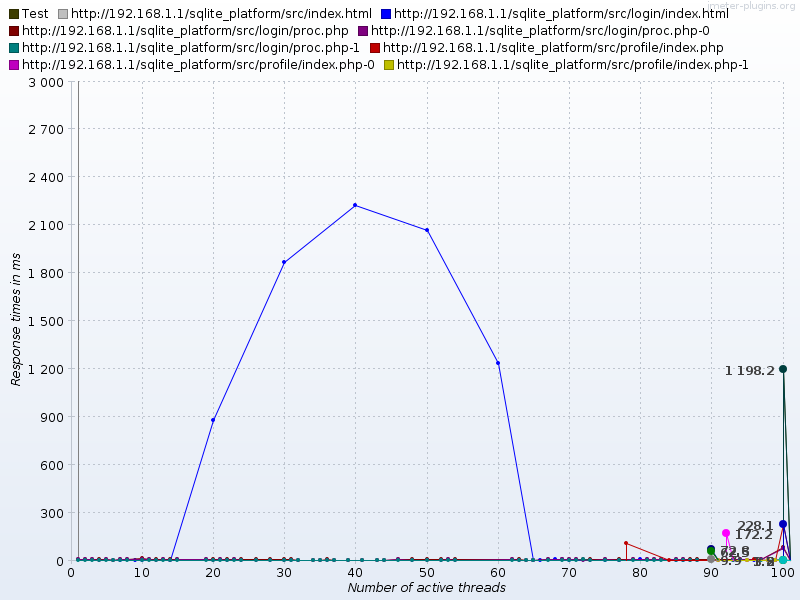 jmeter-plugins.org
Test http://192.168.1.1/sqlite_platform/src/index.html http://192.168.1.1/sqlite_platform/src/login/index.html
http://192.168.1.1/sqlite_platform/src/login/proc.php http://192.168.1.1/sqlite_platform/src/login/proc.php-0
http://192.168.1.1/sqlite_platform/src/login/proc.php-1 http://192.168.1.1/sqlite_platform/src/profile/index.php
http://192.168.1.1/sqlite_platform/src/profile/index.php-0 http://192.168.1.1/sqlite_platform/src/profile/index.php-1
3 000
2 700
2 400
2 100
1 800
1 500
1 200
900
600
300
0
Response times in ms
1 198.2
228.1
172.2
72.8
9.9
0 10 20 30 40 50 60 70 80 90 100
Number of active threads